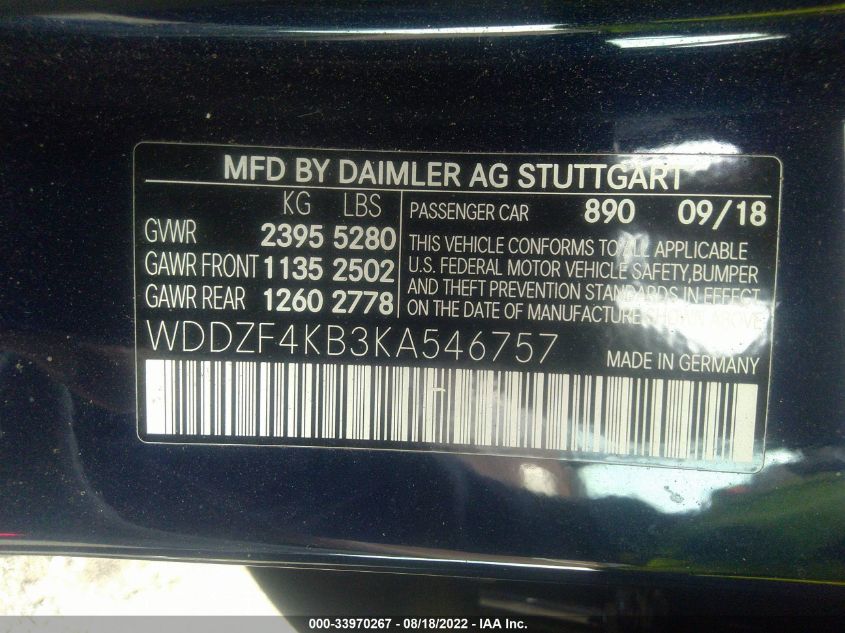 MFD BY DAIMLER AG STUTTGART
KG LBS
GVWR 2395 5280
GAWR FRONT 1135 2502
GAWR REAR 1260 2778
PASSENGER CAR 890 09/18
THIS VEHICLE CONFORMS TO ALL APPLICABLE
U.S. FEDERAL MOTOR VEHICLE SAFETY, BUMPER
AND THEFT PREVENTION STANDARDS IN EFFECT
ON THE DATE OF MANUFACTURE SHOWN ABOVE.
WDDZF4KB3KA546757 MADE IN GERMANY
000-33970267 - 08/18/2022 - IAA Inc.